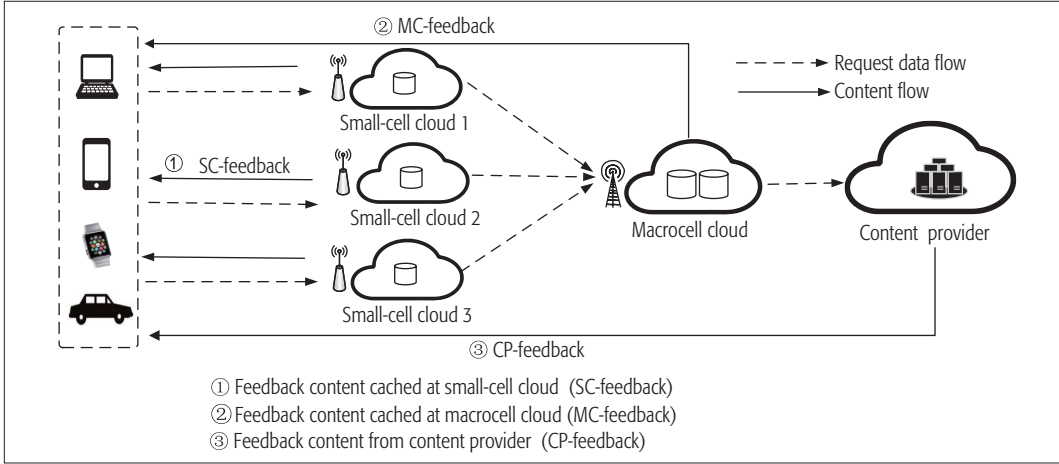 ② MC-feedback
Request data flow
Content flow
Small-cell cloud 1
① SC-feedback
Small-cell cloud 2
Macrocell cloud
Content provider
Small-cell cloud 3
③ CP-feedback
① Feedback content cached at small-cell cloud (SC-feedback)
② Feedback content cached at macrocell cloud (MC-feedback)
③ Feedback content from content provider (CP-feedback)